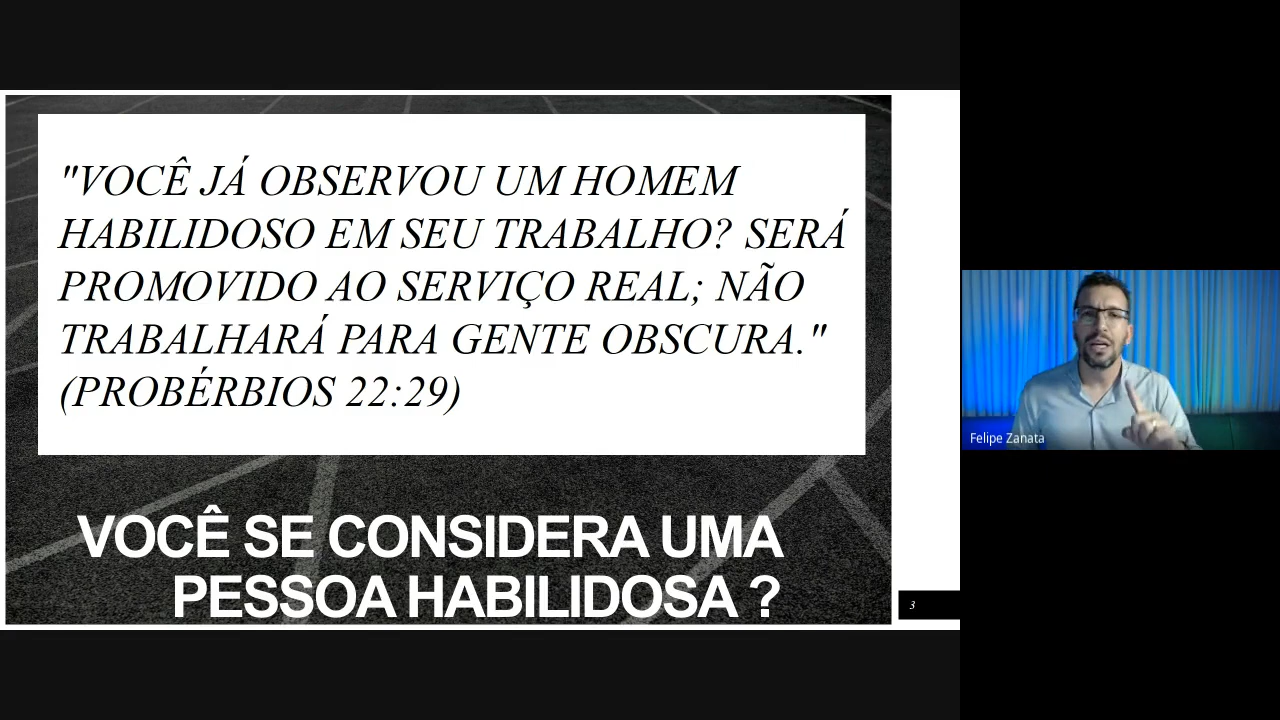 "VOCÊ JÁ OBSERVOU UM HOMEM
HABILIDOSO EM SEU TRABALHO? SERÁ
PROMOVIDO AO SERVIÇO REAL; NÃO
TRABALHARÁ PARA GENTE OBSCURA."
(PROBÉRBIOS 22:29)
VOCÊ SE CONSIDERA UMA
PESSOA HABILIDOSA ?
3
Felipe Zanata